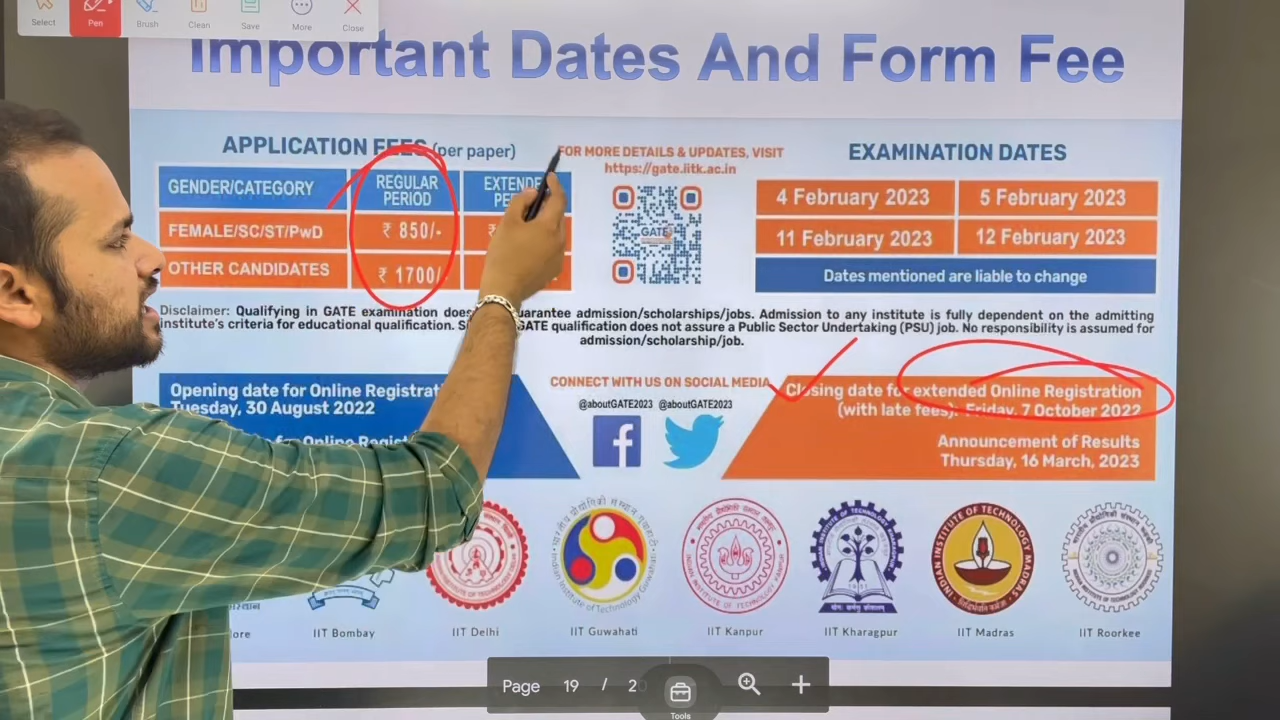 Select Pen Brush Clean Save More Close
Important Dates And Form Fee
APPLICATION FEES (per paper)
GENDER/CATEGORY REGULAR PERIOD
FEMALE/SC/ST/PwD ₹ 850/-
OTHER CANDIDATES ₹ 1700/
FOR MORE DETAILS & UPDATES, VISIT
https://gate.iitk.ac.in
GATE
EXAMINATION DATES
4 February 2023 5 February 2023
11 February 2023 12 February 2023
Dates mentioned are liable to change
Disclaimer: Qualifying in GATE examination does guarantee admission/scholarships/jobs. Admission to any institute is fully dependent on the admitting
institute's criteria for educational qualification. GATE qualification does not assure a Public Sector Undertaking (PSU) job. No responsibility is assumed for
admission/scholarship/job.
Opening date for Online
Tuesday, 30 August 2022
for Online
CONNECT WITH US ON SOCIAL MEDIA
@aboutGATE2023 @aboutGATE2023
Closing date for extended Online Registration
(with late fees): Friday, 7 October 2022
Announcement of Results
Thursday, 16 March, 2023
IIT Bombay IIT Delhi IIT Guwahati IIT Kanpur IIT Kharagpur IIT Madras IIT Roorkee
Page 19 / 2
Tools